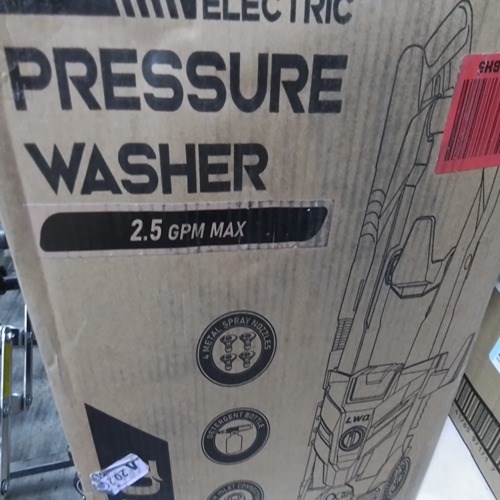 ELECTRIC
PRESSURE
WASHER
2.5 GPM MAX
4 METAL SPRAY NOZZLES
DETERGENT BOTTLE
L.W.D.